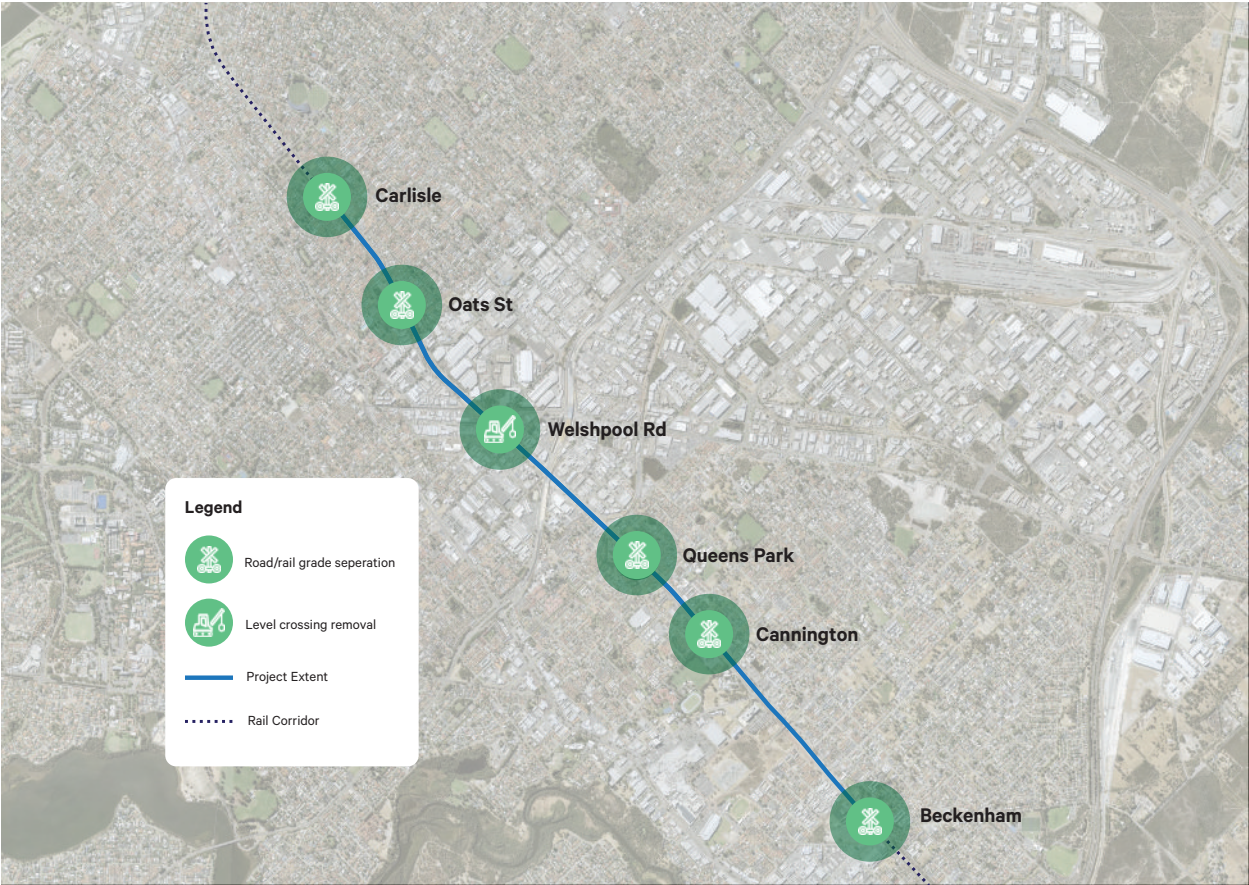 Carlisle
Oats St
Welshpool Rd
Queens Park
Cannington
Beckenham
Legend
Road/rail grade seperation
Level crossing removal
Project Extent
Rail Corridor